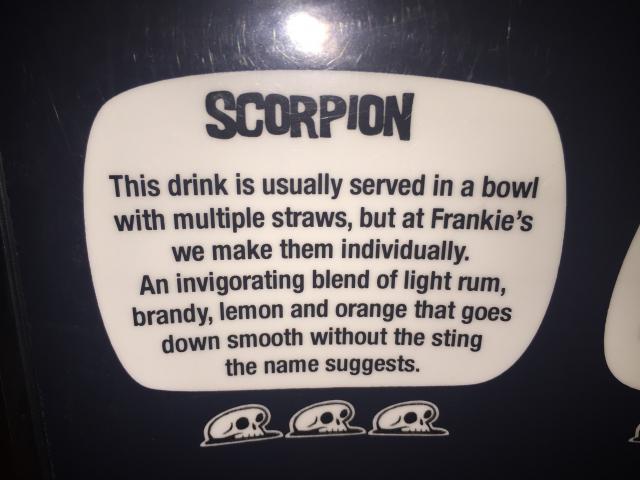 SCORPION
This drink is usually served in a bowl
with multiple straws, but at Frankie's
we make them individually.
An invigorating blend of light rum,
brandy, lemon and orange that goes
down smooth without the sting
the name suggests.